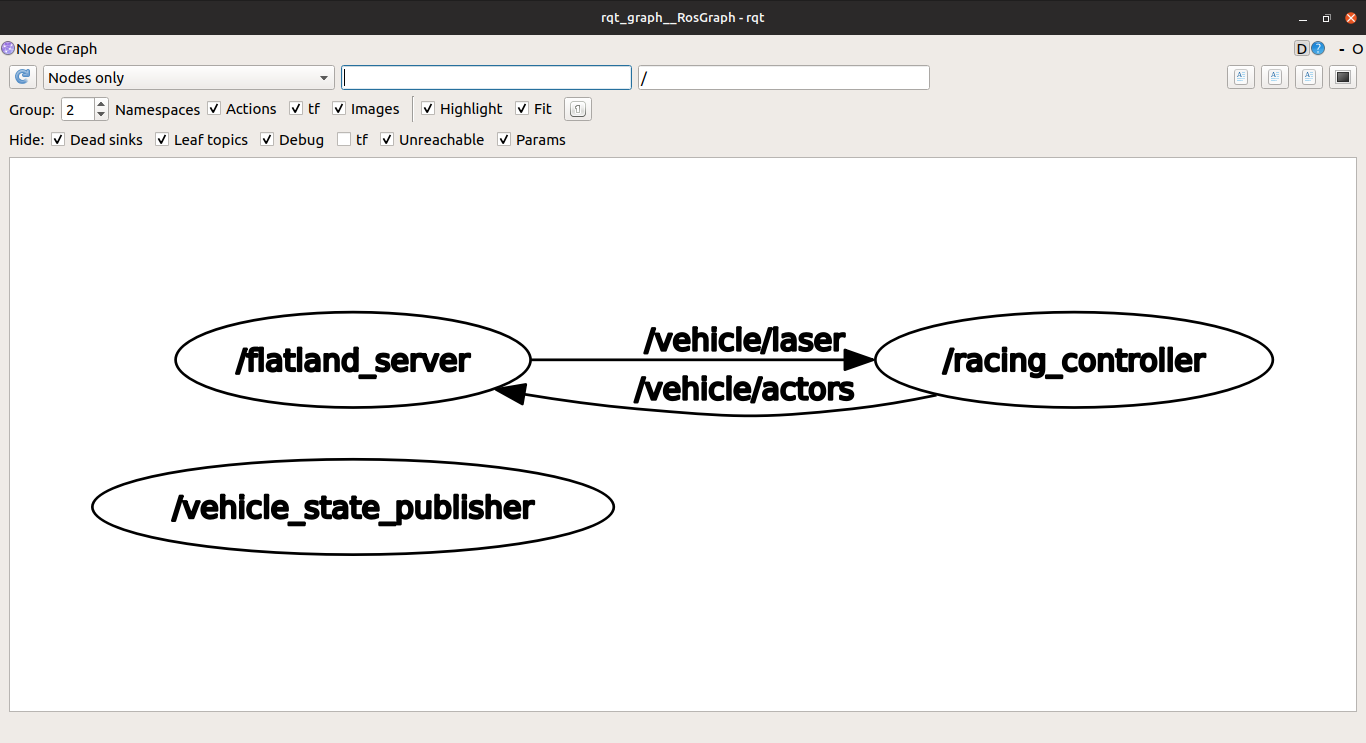 rqt_graph__RosGraph - rqt
Node Graph D ? - O
Nodes only /
Group: 2 Namespaces Actions tf Images Highlight Fit
Hide: Dead sinks Leaf topics Debug tf Unreachable Params
/vehicle/laser
/flatland_server /racing_controller
/vehicle/actors
/vehicle_state_publisher